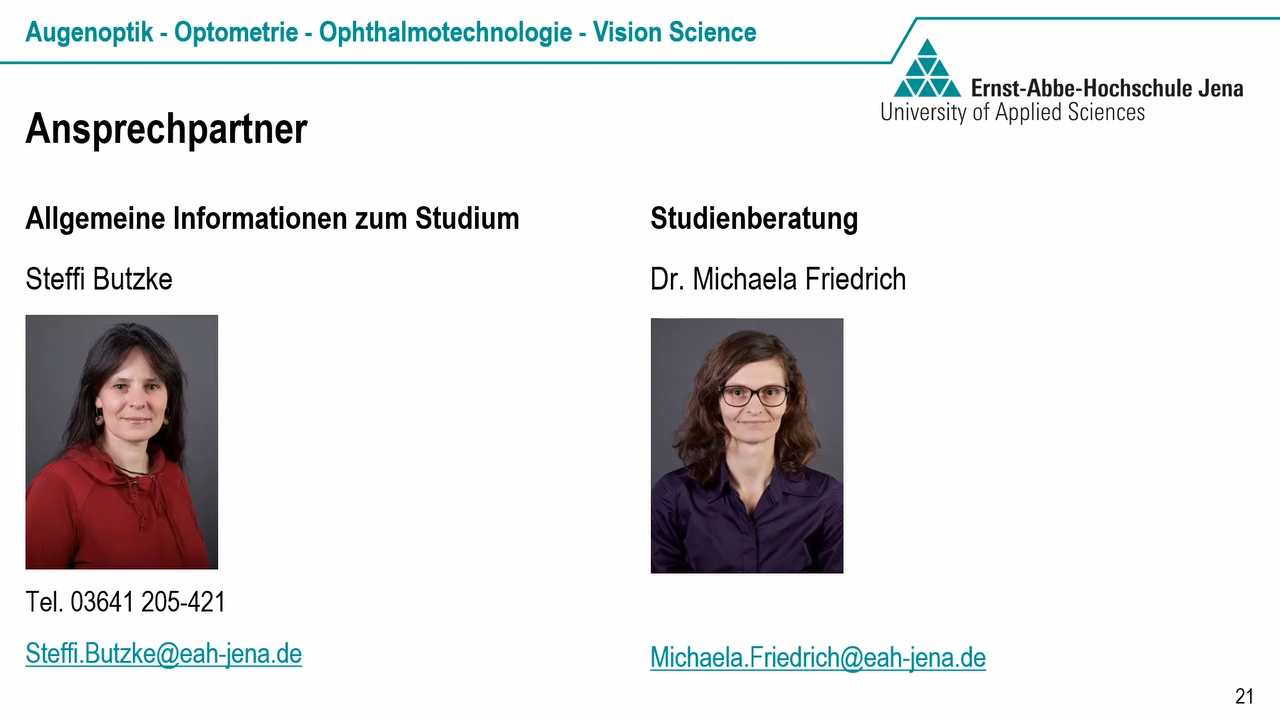 Augenoptik - Optometrie - Ophthalmotechnologie - Vision Science
Ernst-Abbe-Hochschule Jena
University of Applied Sciences
Ansprechpartner
Allgemeine Informationen zum Studium
Steffi Butzke
Tel. 03641 205-421
Steffi.Butzke@eah-jena.de
Studienberatung
Dr. Michaela Friedrich
Michaela.Friedrich@eah-jena.de
21